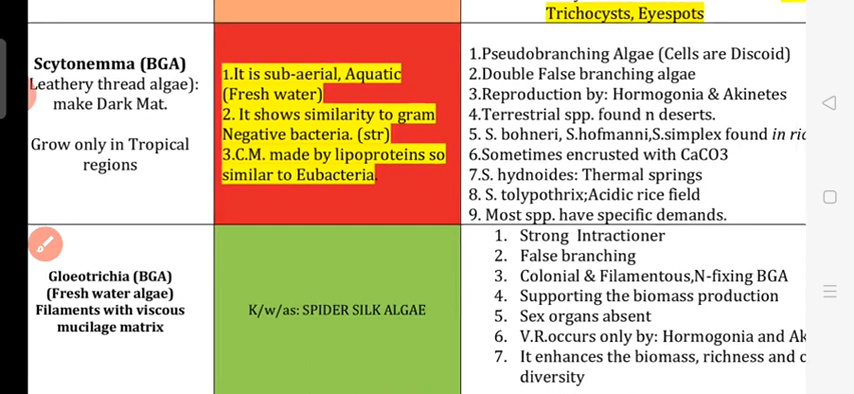 Trichocysts, Eyespots
Scytonemma (BGA)
Leathery thread algae):
make Dark Mat.
Grow only in Tropical
regions
1.It is sub-aerial, Aquatic
(Fresh water)
2. It shows similarity to gram
Negative bacteria. (str)
3.C.M. made by lipoproteins so
similar to Eubacteria.
1.Pseudobranching Algae (Cells are Discoid)
2.Double False branching algae
3.Reproduction by: Hormogonia & Akinetes
4.Terrestrial spp. found n deserts.
5. S. bohneri, S.hofmanni,S.simplex found in
6.Sometimes encrusted with CaCO3
7.S. hydnoides: Thermal springs
8. S. tolypothrix;Acidic rice field
9. Most spp. have specific demands.
Gloeotrichia (BGA)
(Fresh water algae)
Filaments with viscous
mucilage matrix
K/w/as: SPIDER SILK ALGAE
1. Strong Intractioner
2. False branching
3. Colonial & Filamentous,N-fixing BGA
4. Supporting the biomass production
5. Sex organs absent
6. V.R.occurs only by: Hormogonia and
7. It enhances the biomass, richness and
diversity